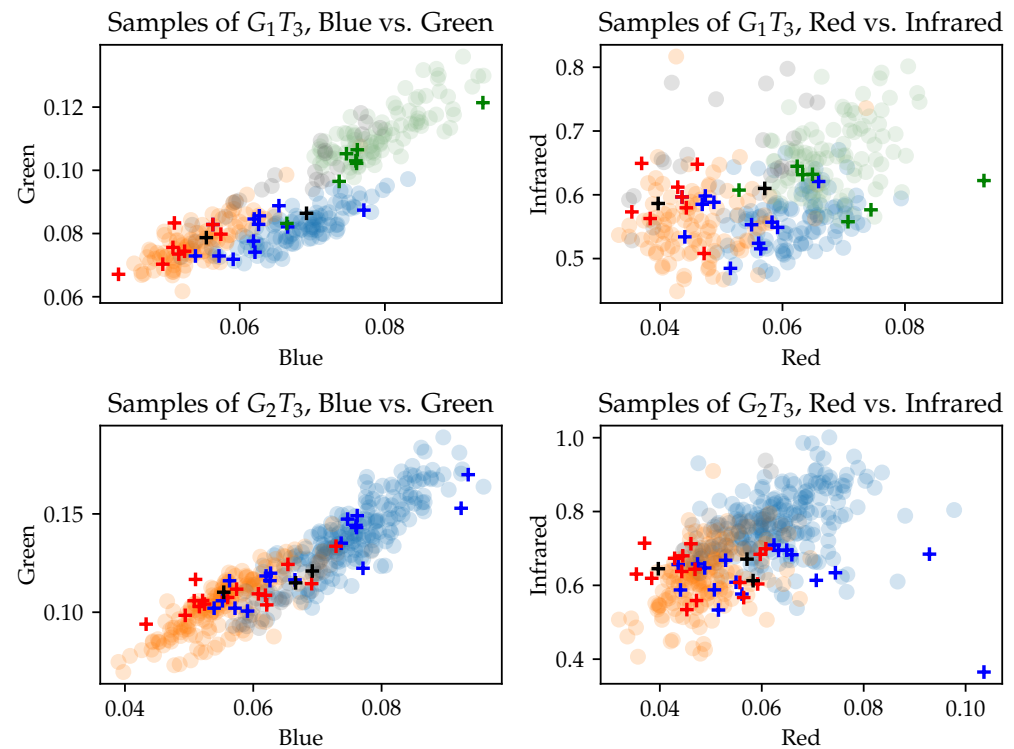 Samples of G₁T₃, Blue vs. Green
Green
0.12
0.10
0.08
0.06
0.06
0.08
Blue
Samples of G₁T₃, Red vs. Infrared
Infrared
0.8
0.7
0.6
0.5
0.04
0.06
0.08
Red
Samples of G₂T₃, Blue vs. Green
Green
0.15
0.10
0.04
0.06
0.08
Blue
Samples of G₂T₃, Red vs. Infrared
Infrared
1.0
0.8
0.6
0.4
0.04
0.06
0.08
0.10
Red